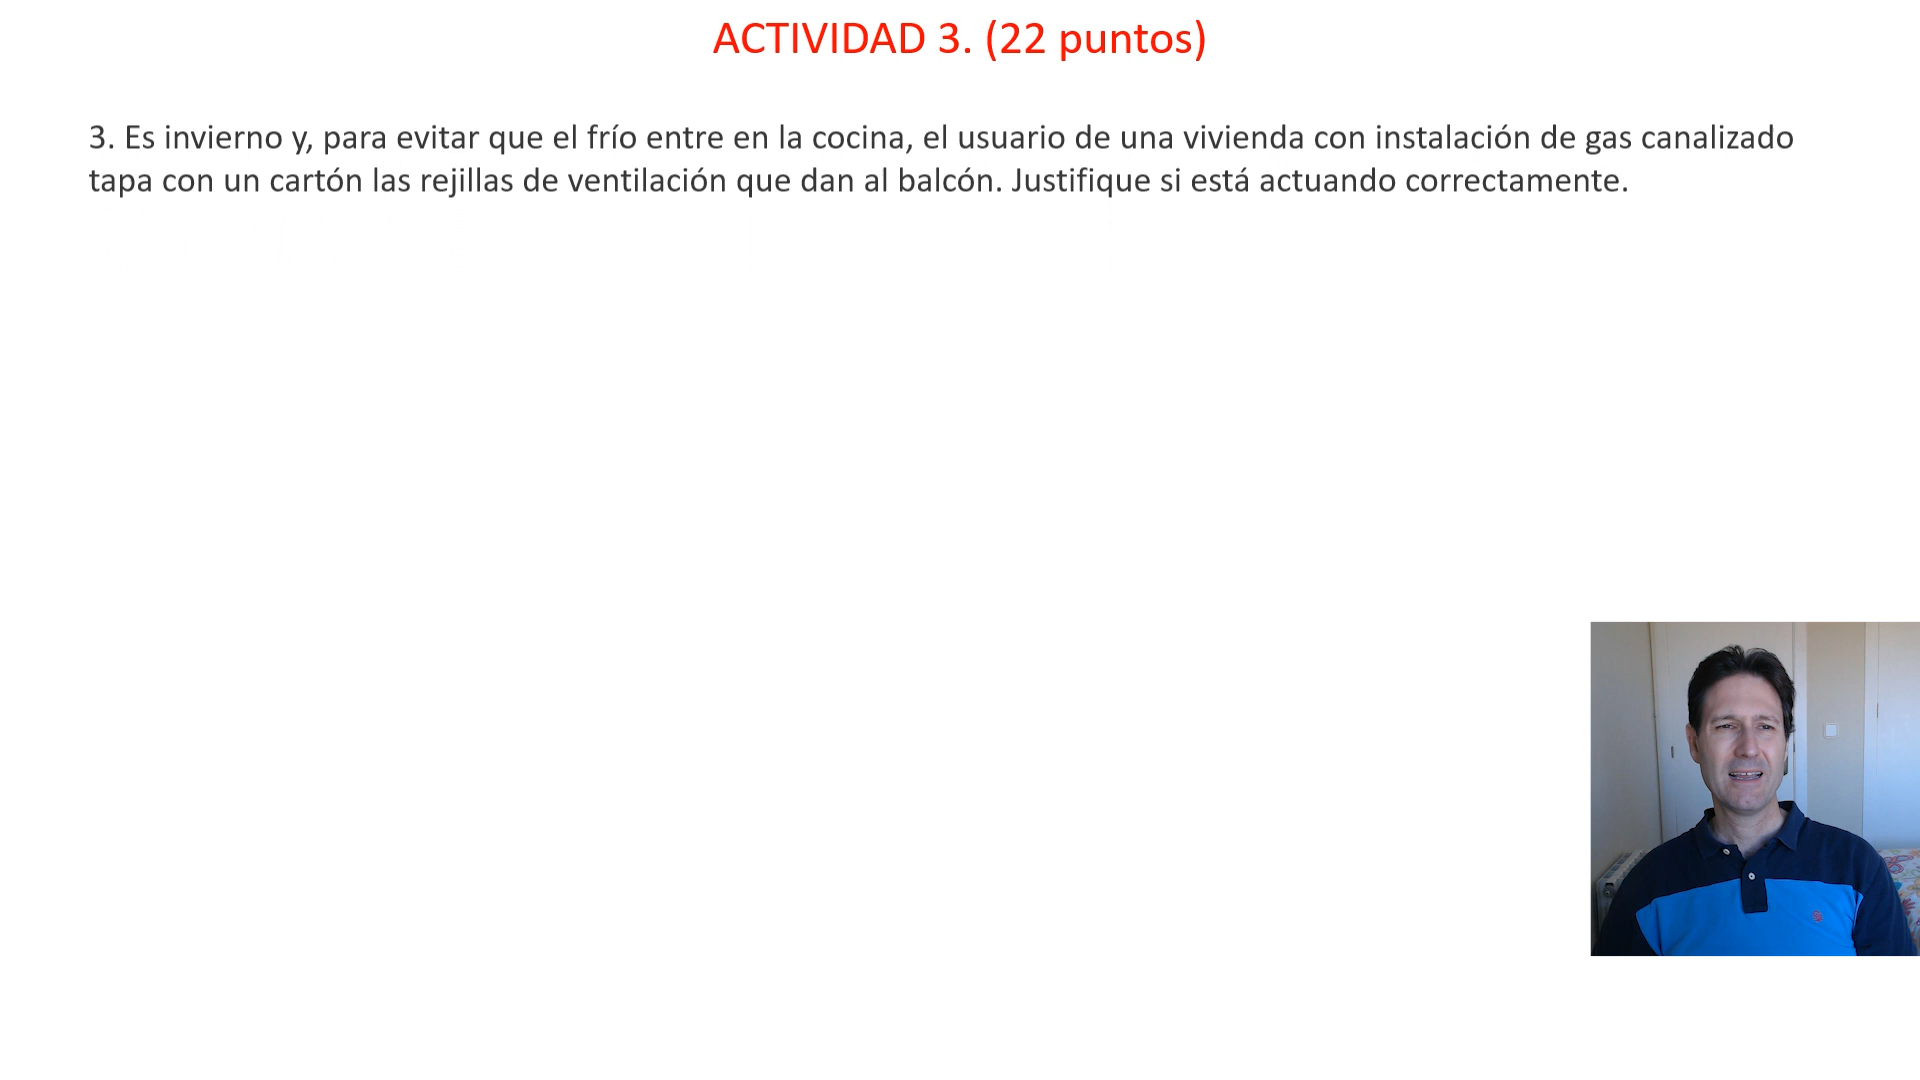 ACTIVIDAD 3. (22 puntos)
3. Es invierno y, para evitar que el frío entre en la cocina, el usuario de una vivienda con instalación de gas canalizado
tapa con un cartón las rejillas de ventilación que dan al balcón. Justifique si está actuando correctamente.